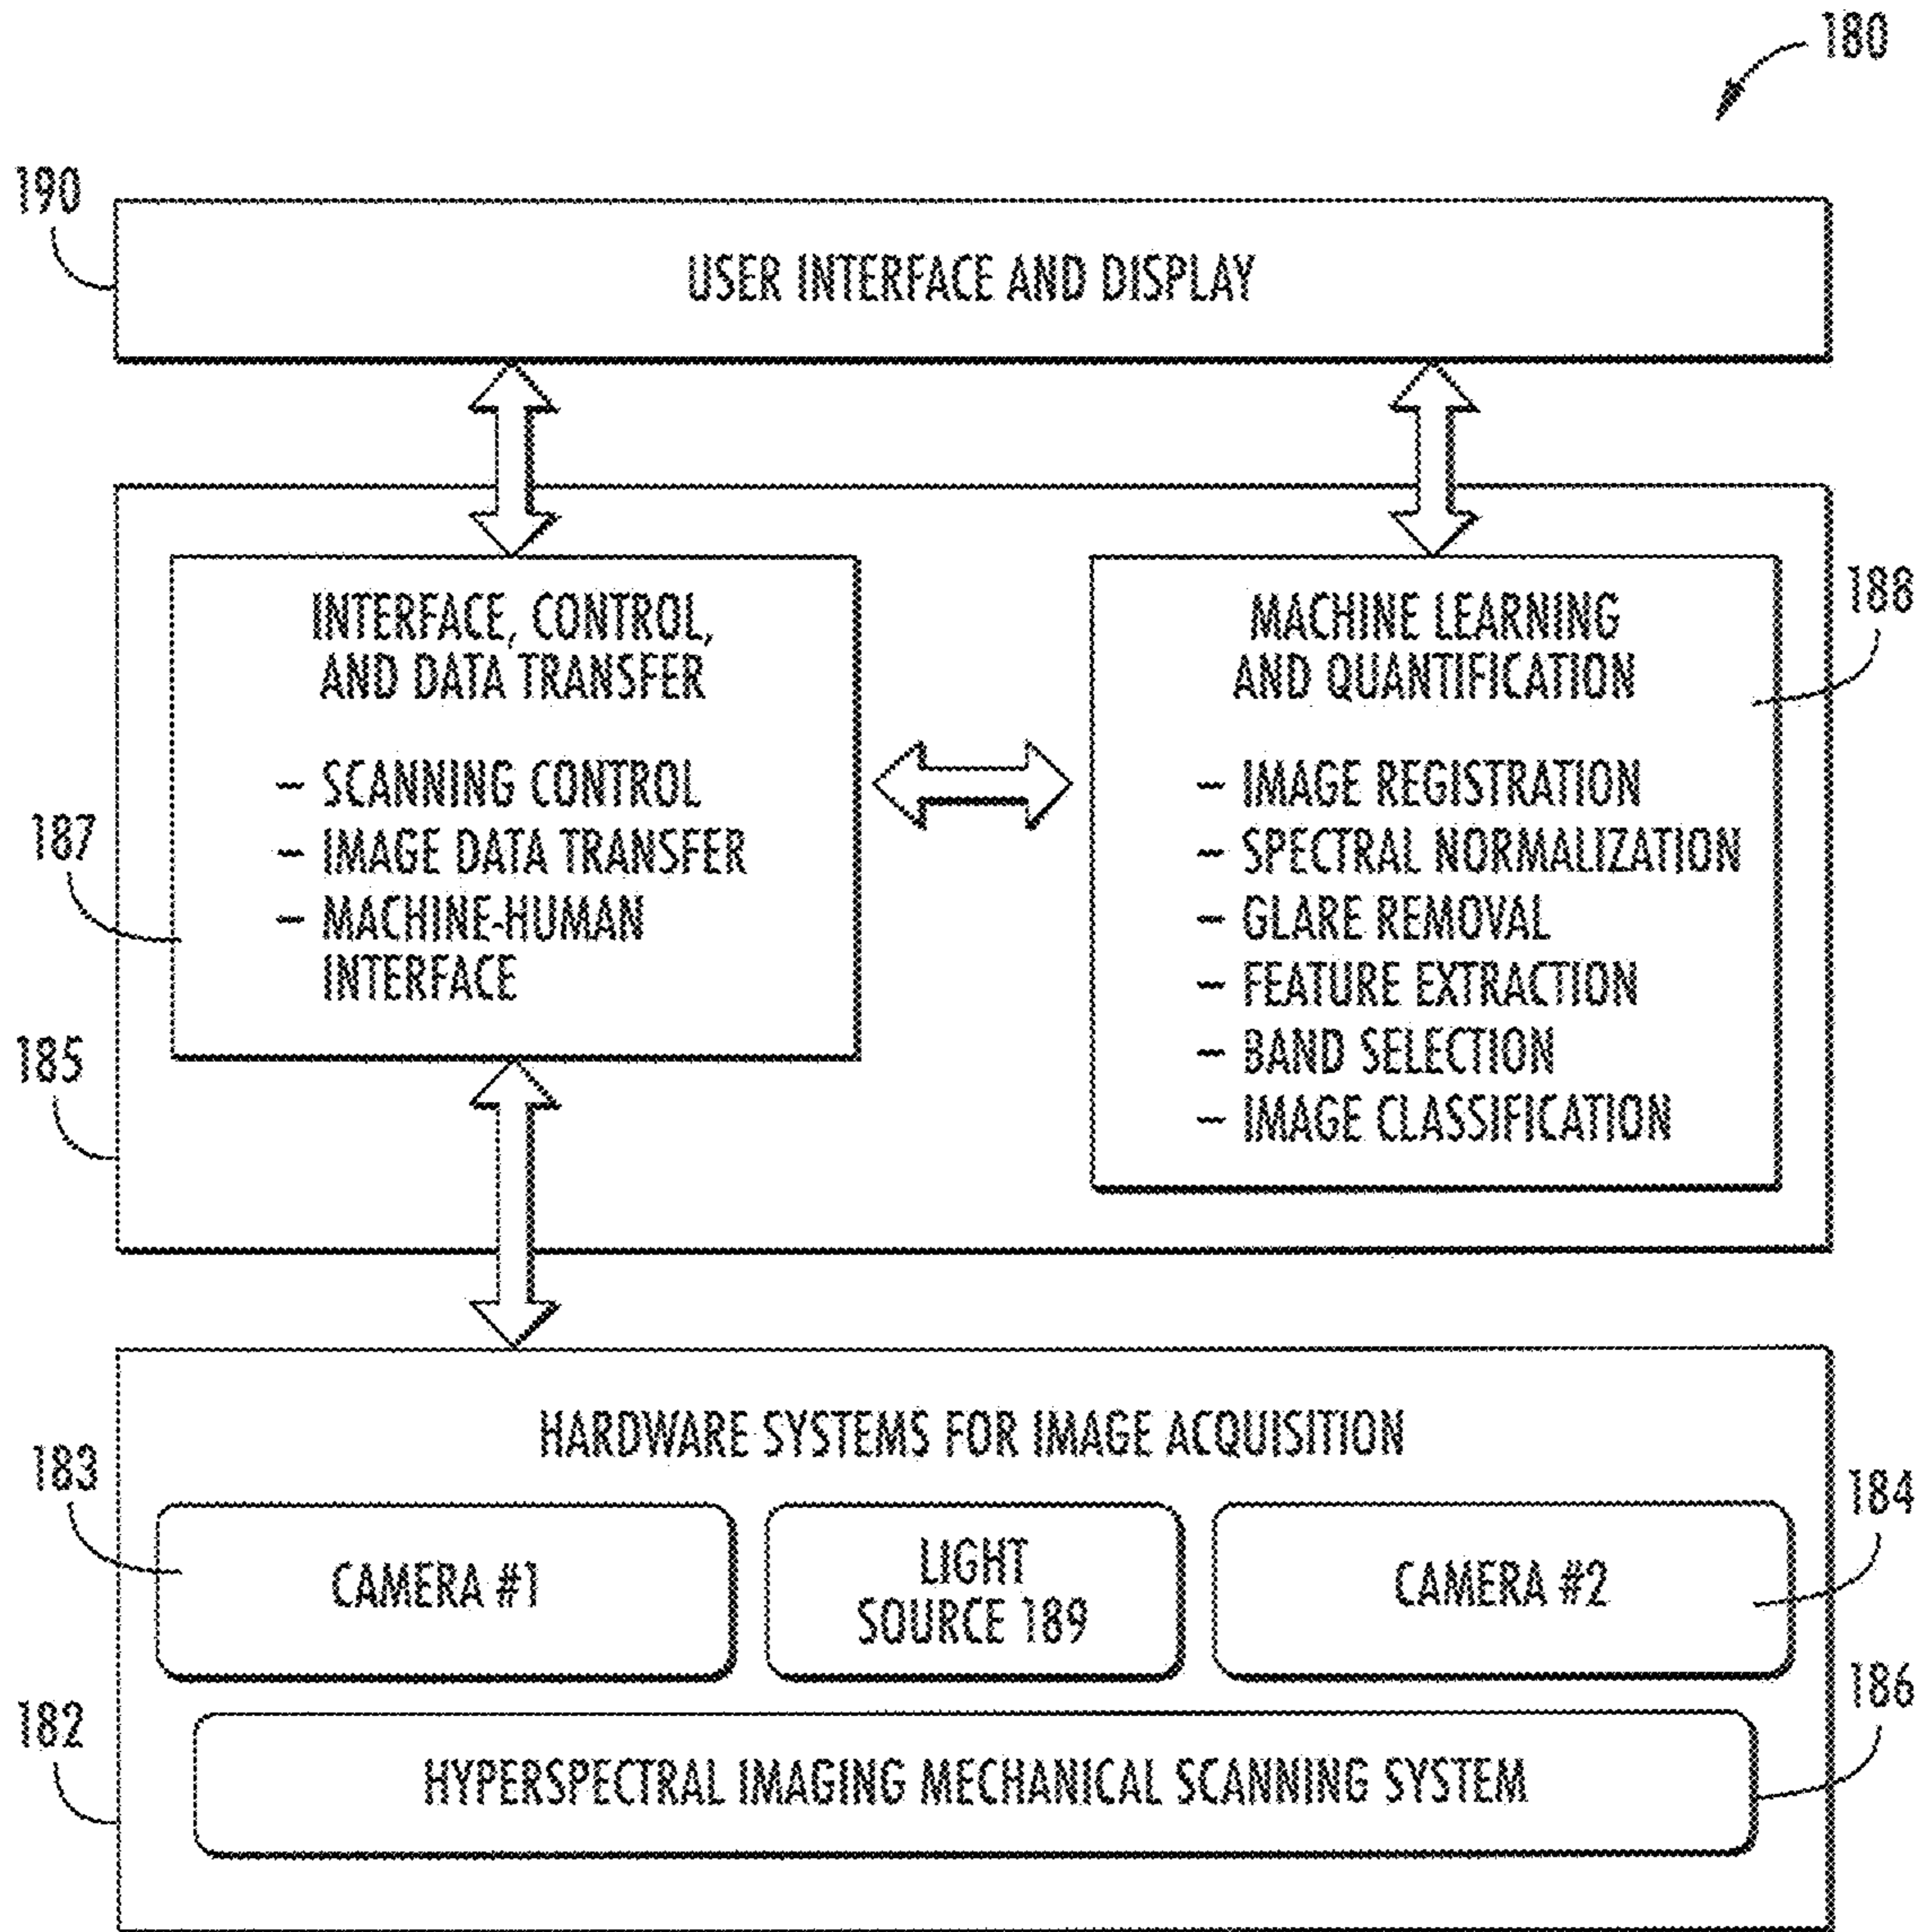 180
190
USER INTERFACE AND DISPLAY
INTERFACE, CONTROL,
AND DATA TRANSFER
- SCANNING CONTROL
- IMAGE DATA TRANSFER
- MACHINE-HUMAN
INTERFACE
187
185
MACHINE LEARNING
AND QUANTIFICATION
- IMAGE REGISTRATION
- SPECTRAL NORMALIZATION
- GLARE REMOVAL
- FEATURE EXTRACTION
- BAND SELECTION
- IMAGE CLASSIFICATION
188
HARDWARE SYSTEMS FOR IMAGE ACQUISITION
183
CAMERA #1
LIGHT
SOURCE 189
CAMERA #2
184
182
HYPERSPECTRAL IMAGING MECHANICAL SCANNING SYSTEM
186